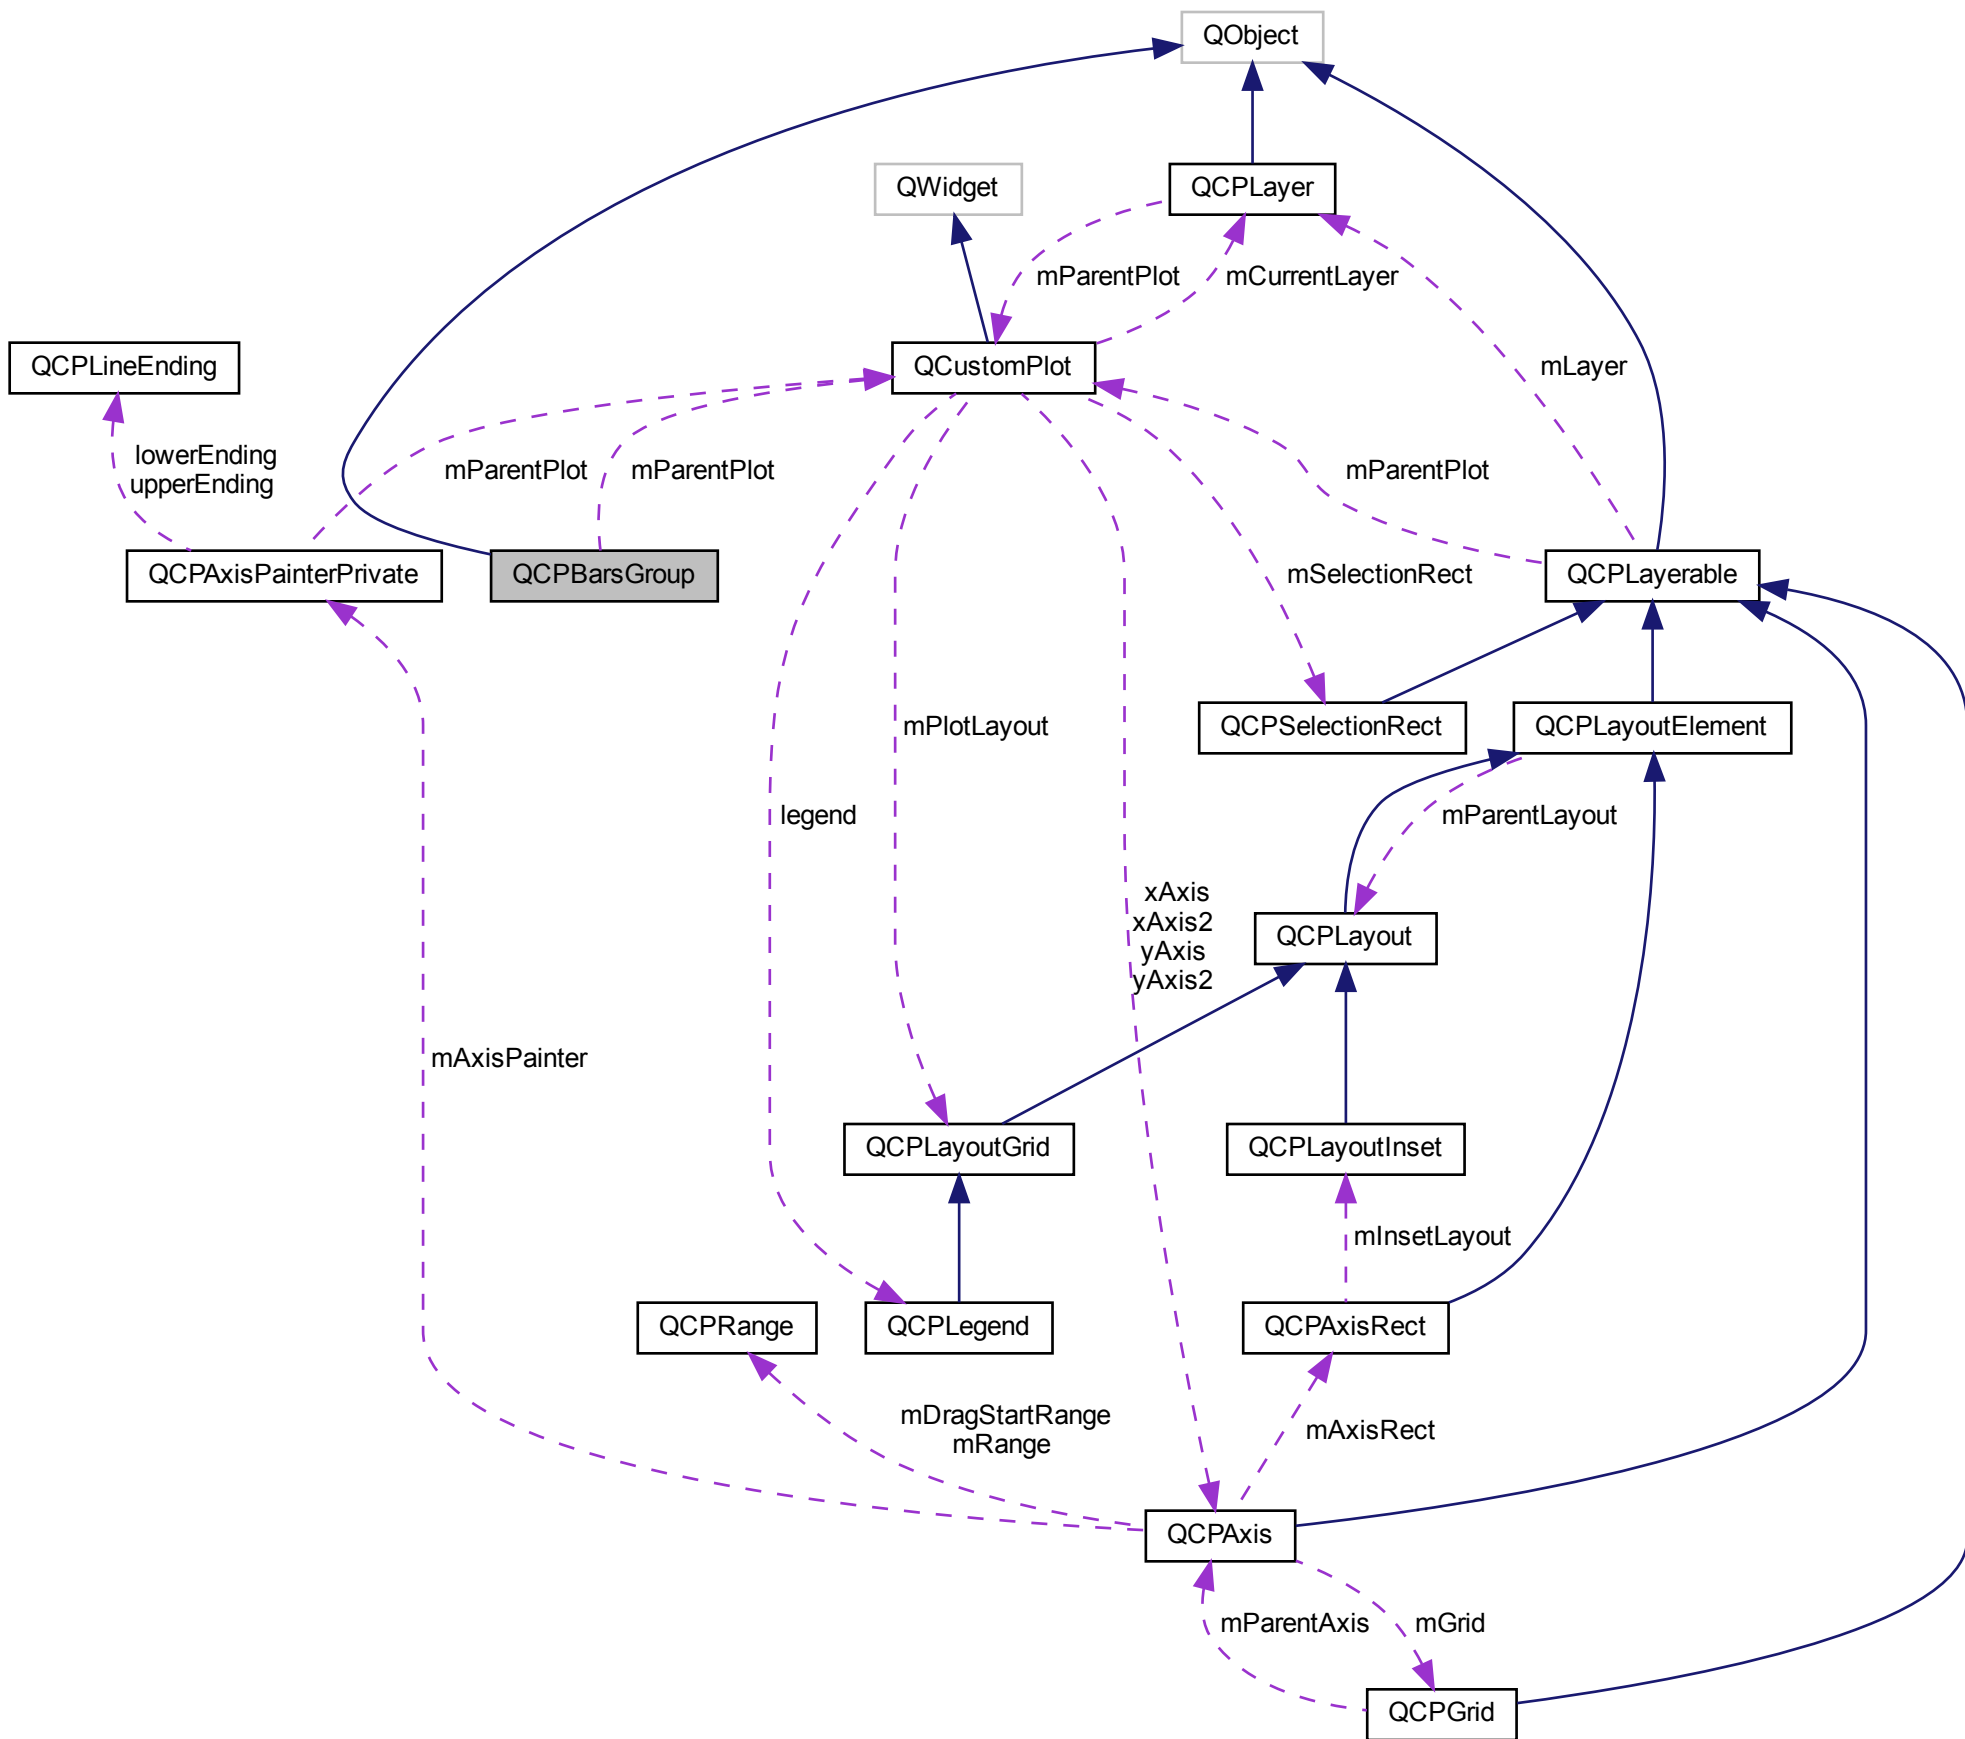 QObject
QWidget
QCPLayer
mParentPlot
mCurrentLayer
QCPLineEnding
QCustomPlot
mLayer
lowerEnding
upperEnding
mParentPlot
mParentPlot
mParentPlot
QCPAxisPainterPrivate
QCPBarsGroup
mSelectionRect
QCPLayerable
mPlotLayout
QCPSelectionRect
QCPLayoutElement
legend
mParentLayout
xAxis
xAxis2
yAxis
yAxis2
QCPLayout
mAxisPainter
QCPLayoutGrid
QCPLayoutInset
mInsetLayout
QCPRange
QCPLegend
QCPAxisRect
mDragStartRange
mRange
mAxisRect
QCPAxis
mParentAxis
mGrid
QCPGrid